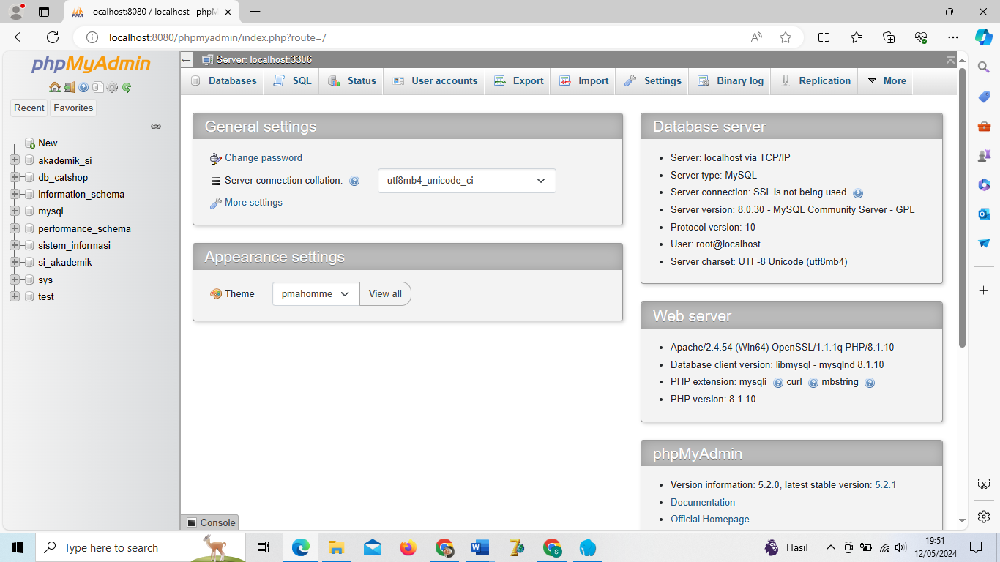 localhost:8080 / localhost | phpM
localhost:8080/phpmyadmin/index.php?route=/
phpMyAdmin
Recent Favorites
New
akademik_si
db_catshop
information_schema
mysql
performance_schema
sistem_informasi
si_akademik
sys
test
Server: localhost:3306
Databases SQL Status User accounts Export Import Settings Binary log Replication More
General settings
Change password
Server connection collation: utf8mb4_unicode_ci
More settings
Appearance settings
Theme pmahomme View all
Database server
Server: localhost via TCP/IP
Server type: MySQL
Server connection: SSL is not being used
Server version: 8.0.30 - MySQL Community Server - GPL
Protocol version: 10
User: root@localhost
Server charset: UTF-8 Unicode (utf8mb4)
Web server
Apache/2.4.54 (Win64) OpenSSL/1.1.1q PHP/8.1.10
Database client version: libmysql - mysqlnd 8.1.10
PHP extension: mysqli curl mbstring
PHP version: 8.1.10
phpMyAdmin
Version information: 5.2.0, latest stable version: 5.2.1
Documentation
Official Homepage
Console
Type here to search
Hasil
19:51
12/05/2024